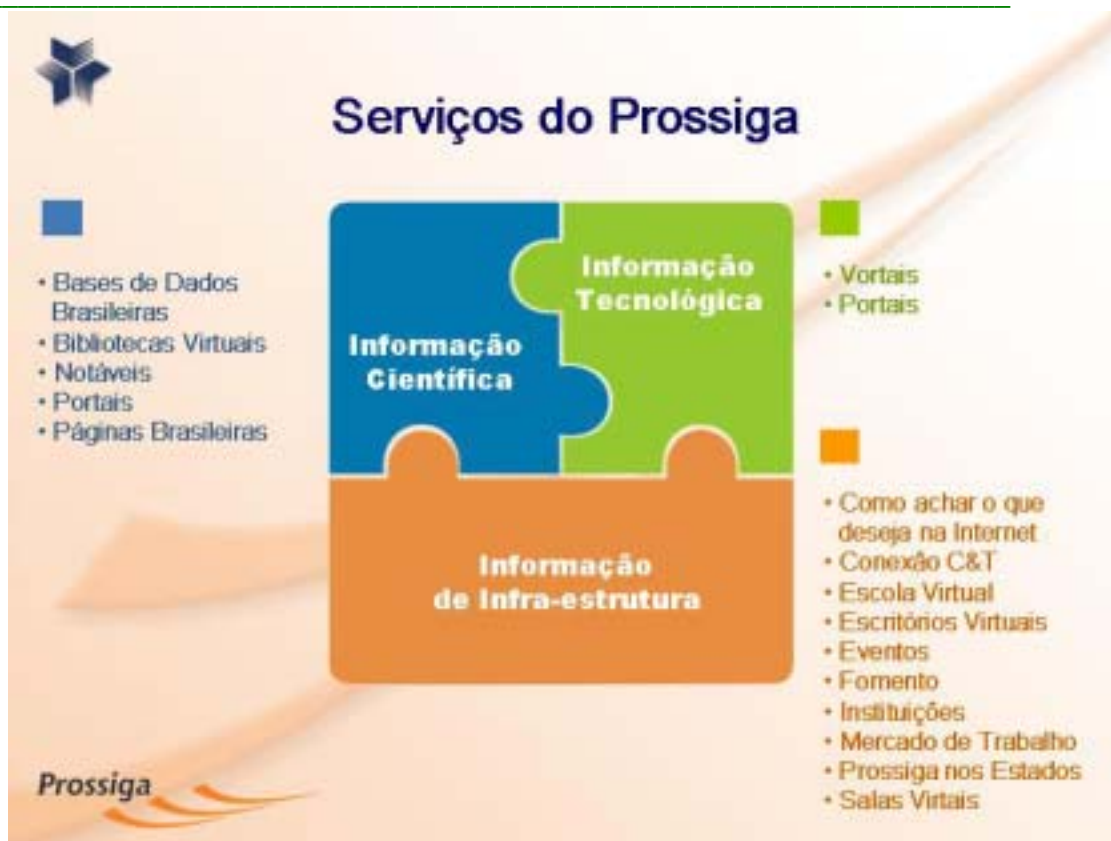 Serviços do Prossiga
• Bases de Dados
Brasileiras
• Bibliotecas Virtuais
• Notáveis
• Portais
• Páginas Brasileiras
Informação
Científica
Informação
Tecnológica
Informação
de Infra-estrutura
• Vortais
• Portais
• Como achar o que
deseja na Internet
• Conexão C&T
• Escola Virtual
• Escritórios Virtuais
• Eventos
• Fomento
• Instituições
• Mercado de Trabalho
• Prossiga nos Estados
• Salas Virtais
Prossiga